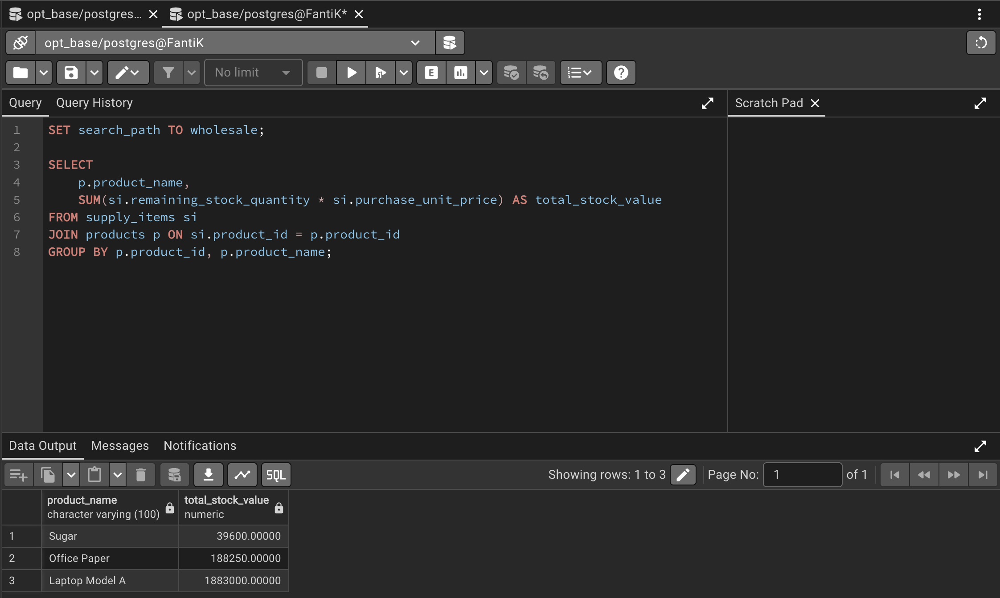 opt_base/postgres... opt_base/postgres@FantiK*
opt_base/postgres@FantiK
No limit E
Query Query History Scratch Pad
1 SET search_path TO wholesale;
2
3 SELECT
4 p.product_name,
5 SUM(si.remaining_stock_quantity * si.purchase_unit_price) AS total_stock_value
6 FROM supply_items si
7 JOIN products p ON si.product_id = p.product_id
8 GROUP BY p.product_id, p.product_name;
Data Output Messages Notifications
SQL Showing rows: 1 to 3 Page No: 1 of 1
product_name total_stock_value
character varying (100) numeric
1 Sugar 39600.00000
2 Office Paper 188250.00000
3 Laptop Model A 1883000.00000